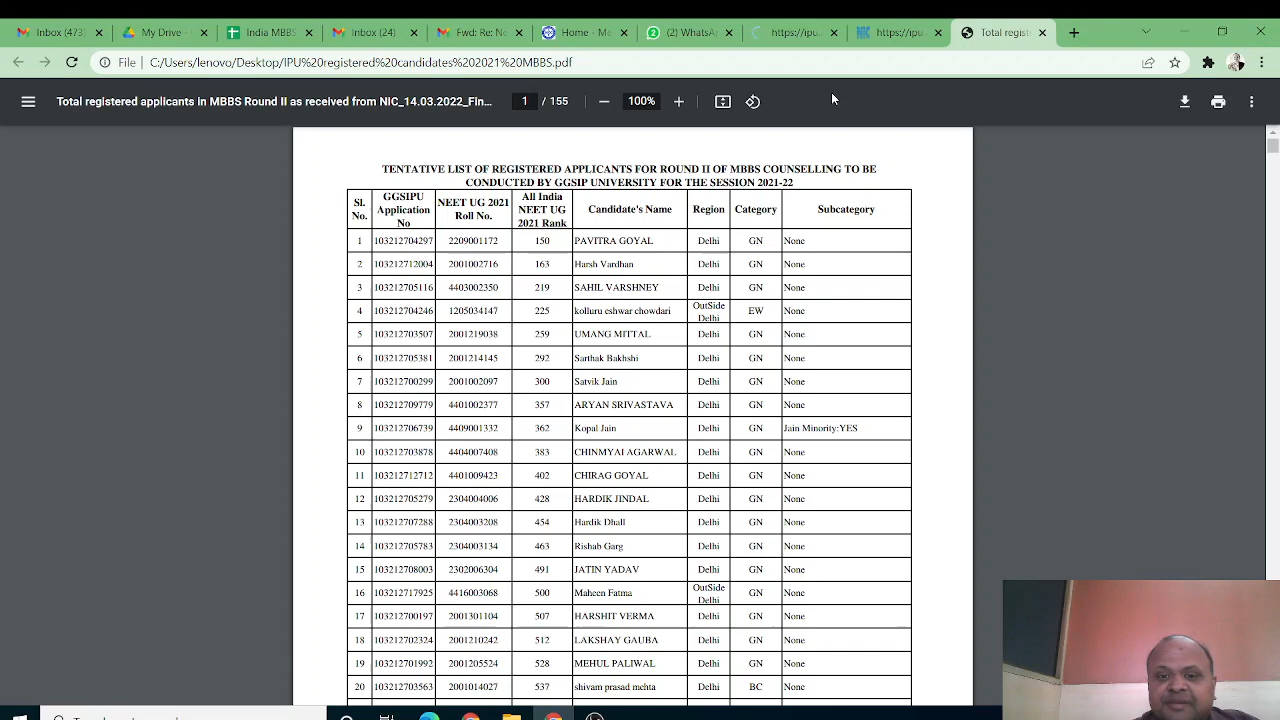 Inbox (473)
My Drive -
India MBBS
Inbox (24)
Fwd: Re: Ne
Home - Me
(2) WhatsA
https://ipu.
https://ipu.
Total regist
File C:/Users/lenovo/Desktop/IPU%20registered%20candidates%202021%20MBBS.pdf
Total registered applicants in MBBS Round II as received from NIC_14.03.2022_Fin... 1 / 155 100%
TENTATIVE LIST OF REGISTERED APPLICANTS FOR ROUND II OF MBBS COUNSELLING TO BE
CONDUCTED BY GGSIP UNIVERSITY FOR THE SESSION 2021-22
Sl. No. GGSIPU Application No NEET UG 2021 Roll No. All India NEET UG 2021 Rank Candidate's Name Region Category Subcategory
1 103212704297 2209001172 150 PAVITRA GOYAL Delhi GN None
2 103212712004 2001002716 163 Harsh Vardhan Delhi GN None
3 103212705116 4403002350 219 SAHIL VARSHNEY Delhi GN None
4 103212704246 1205034147 225 kolluru eshwar chowdari OutSide Delhi EW None
5 103212703507 2001219038 259 UMANG MITTAL Delhi GN None
6 103212705381 2001214145 292 Sarthak Bakhshi Delhi GN None
7 103212700299 2001002097 300 Satvik Jain Delhi GN None
8 103212709779 4401002377 357 ARYAN SRIVASTAVA Delhi GN None
9 103212706739 4409001332 362 Kopal Jain Delhi GN Jain Minority:YES
10 103212703878 4404007408 383 CHINMYAI AGARWAL Delhi GN None
11 103212712712 4401009423 402 CHIRAG GOYAL Delhi GN None
12 103212705279 2304004006 428 HARDIK JINDAL Delhi GN None
13 103212707288 2304003208 454 Hardik Dhall Delhi GN None
14 103212705783 2304003134 463 Rishab Garg Delhi GN None
15 103212708003 2302006304 491 JATIN YADAV Delhi GN None
16 103212717925 4416003068 500 Maheen Fatma OutSide Delhi GN None
17 103212700197 2001301104 507 HARSHIT VERMA Delhi GN None
18 103212702324 2001210242 512 LAKSHAY GAUBA Delhi GN None
19 103212701992 2001205524 528 MEHUL PALIWAL Delhi GN None
20 103212703563 2001014027 537 shivam prasad mehta Delhi BC None